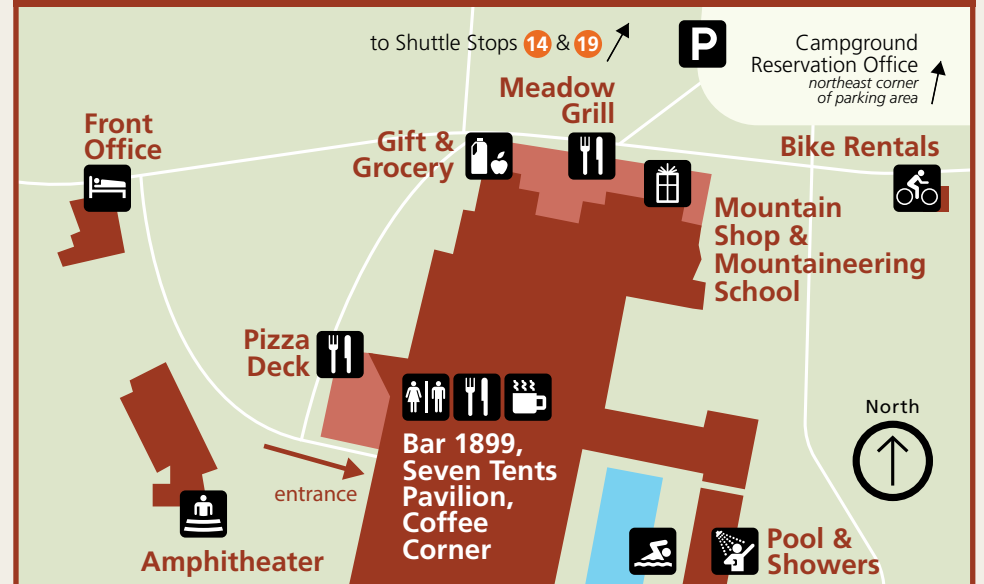 to Shuttle Stops 14 & 19
P
Campground
Reservation Office
northeast corner
of parking area
Meadow
Grill
Front
Office
Gift &
Grocery
Bike Rentals
Mountain
Shop &
Mountaineering
School
Pizza
Deck
North
Bar 1899,
Seven Tents
Pavilion,
Coffee
Corner
entrance
Amphitheater
Pool &
Showers